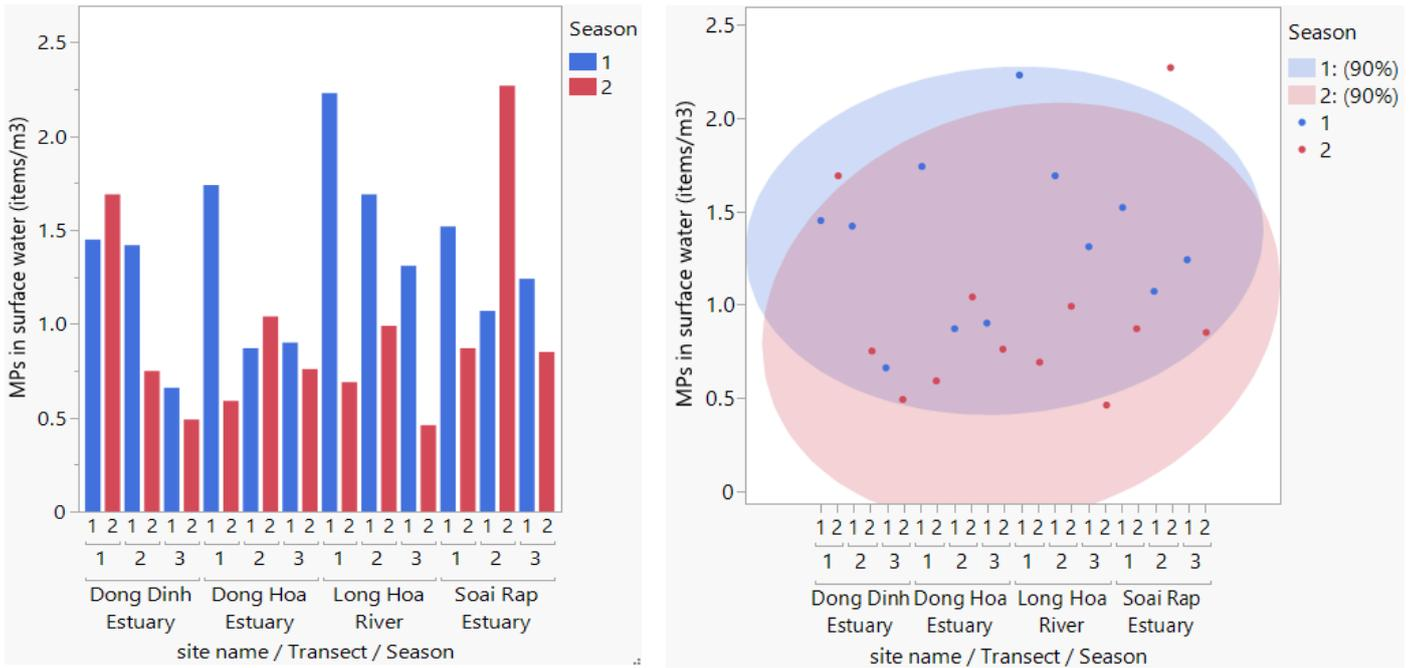 Season
1
2
MPs in surface water (items/m3)
2.5
2.0
1.5
1.0
0.5
0
1 2 1 2 1 2 1 2 1 2 1 2 1 2 1 2 1 2 1 2 1 2 1 2
1 2 3 1 2 3 1 2 3 1 2 3
Dong Dinh Dong Hoa Long Hoa Soai Rap
Estuary Estuary River Estuary
site name / Transect / Season
Season
1: (90%)
2: (90%)
1
2
MPs in surface water (items/m3)
2.5
2.0
1.5
1.0
0.5
0
1 2 1 2 1 2 1 2 1 2 1 2 1 2 1 2 1 2 1 2 1 2 1 2
1 2 3 1 2 3 1 2 3 1 2 3
Dong Dinh Dong Hoa Long Hoa Soai Rap
Estuary Estuary River Estuary
site name / Transect / Season